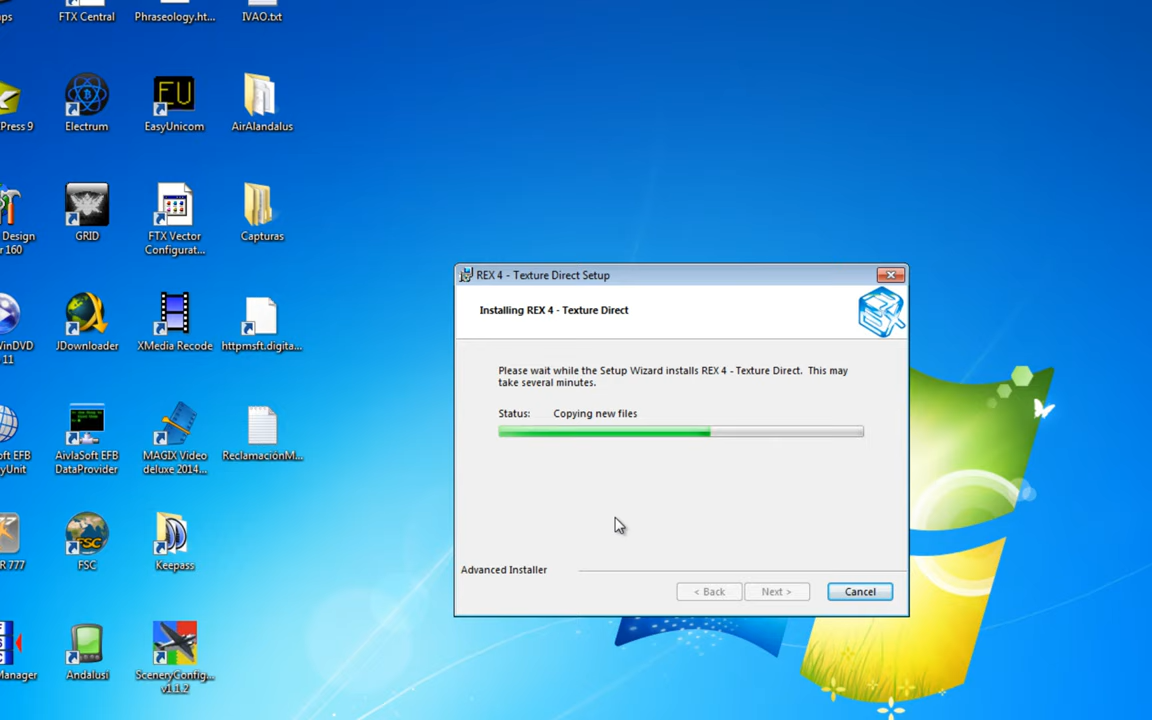 ps
FTX Central
Phraseology.ht...
IVAO.txt
Press 9
Electrum
EU
EasyUnicom
AirAlandalus
Design
r 160
GRID
FTX Vector
Configurat...
Capturas
WinDVD
11
JDownloader
XMedia Recode
httpmsft.digita...
oft EFB
yUnit
AivlaSoft EFB
DataProvider
MAGIX Video
deluxe 2014...
ReclamaciónM...
R 777
FSC
FSC
Keepass
Manager
Andalusi
SceneryConfig...
v1.1.2
REX 4 - Texture Direct Setup
Installing REX 4 - Texture Direct
Please wait while the Setup Wizard installs REX 4 - Texture Direct. This may
take several minutes.
Status: Copying new files
Advanced Installer
< Back
Next >
Cancel